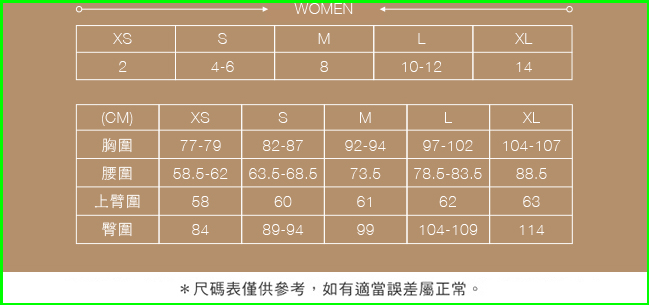 WOMEN
XS S M L XL
2 4-6 8 10-12 14
(CM) XS S M L XL
胸圍 77-79 82-87 92-94 97-102 104-107
腰圍 58.5-62 63.5-68.5 73.5 78.5-83.5 88.5
上臂圍 58 60 61 62 63
臀圍 84 89-94 99 104-109 114
＊尺碼表僅供參考，如有適當誤差屬正常。